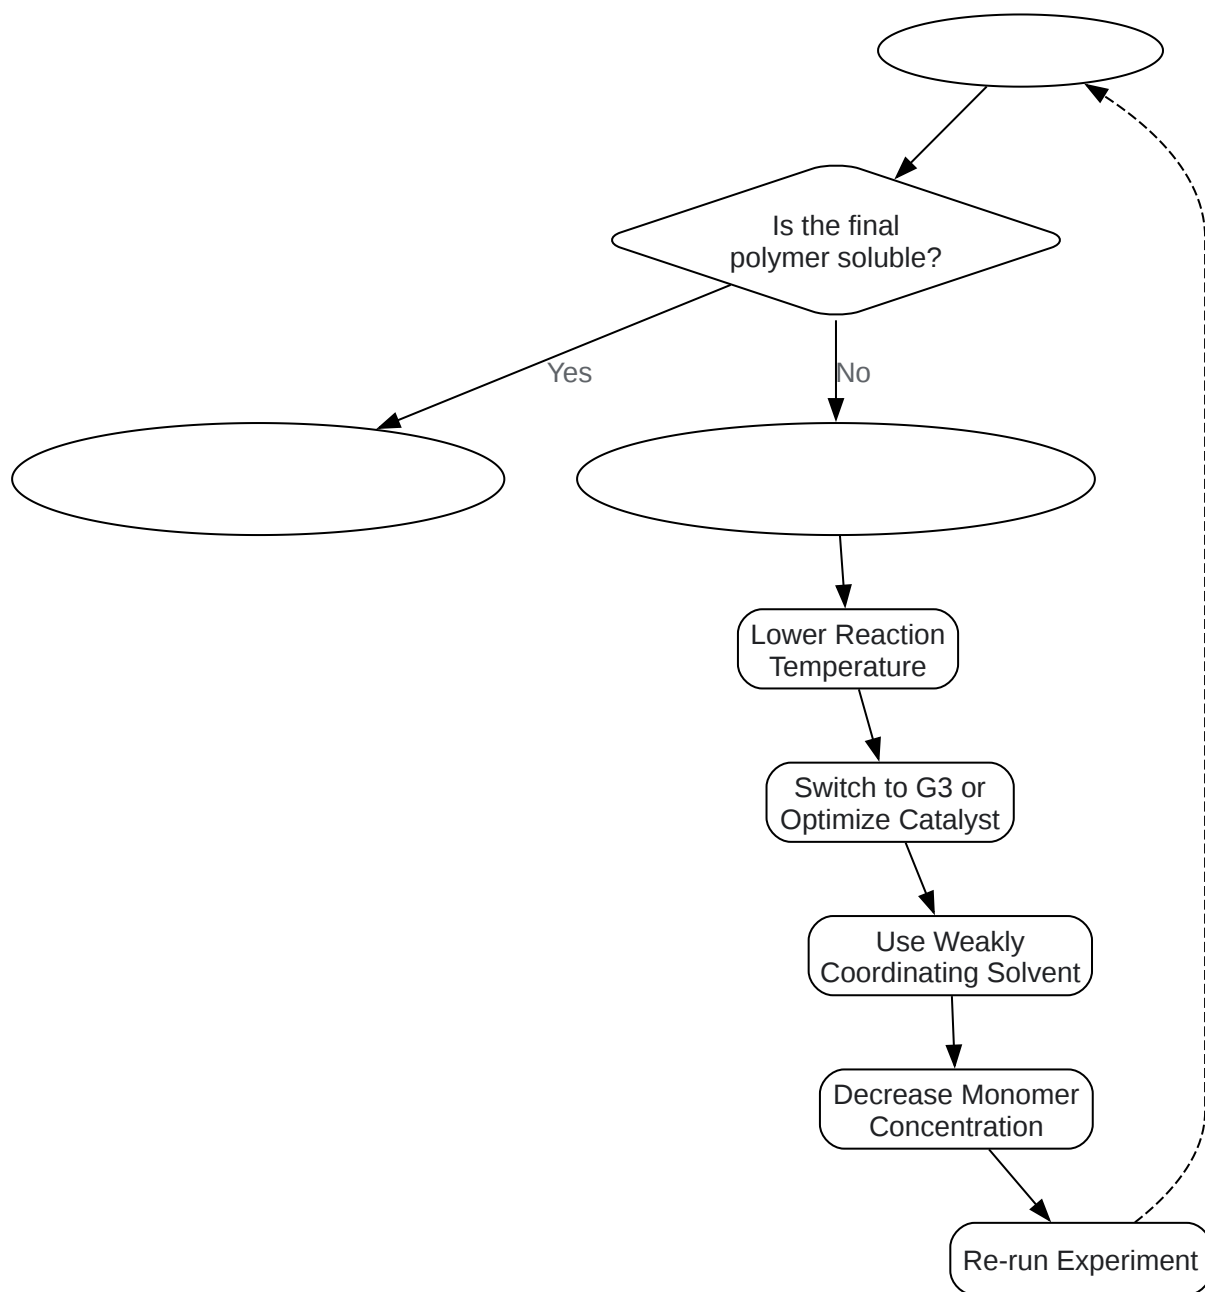 Is the final
polymer soluble?
Yes
No
Lower Reaction
Temperature
Switch to G3 or
Optimize Catalyst
Use Weakly
Coordinating Solvent
Decrease Monomer
Concentration
Re-run Experiment